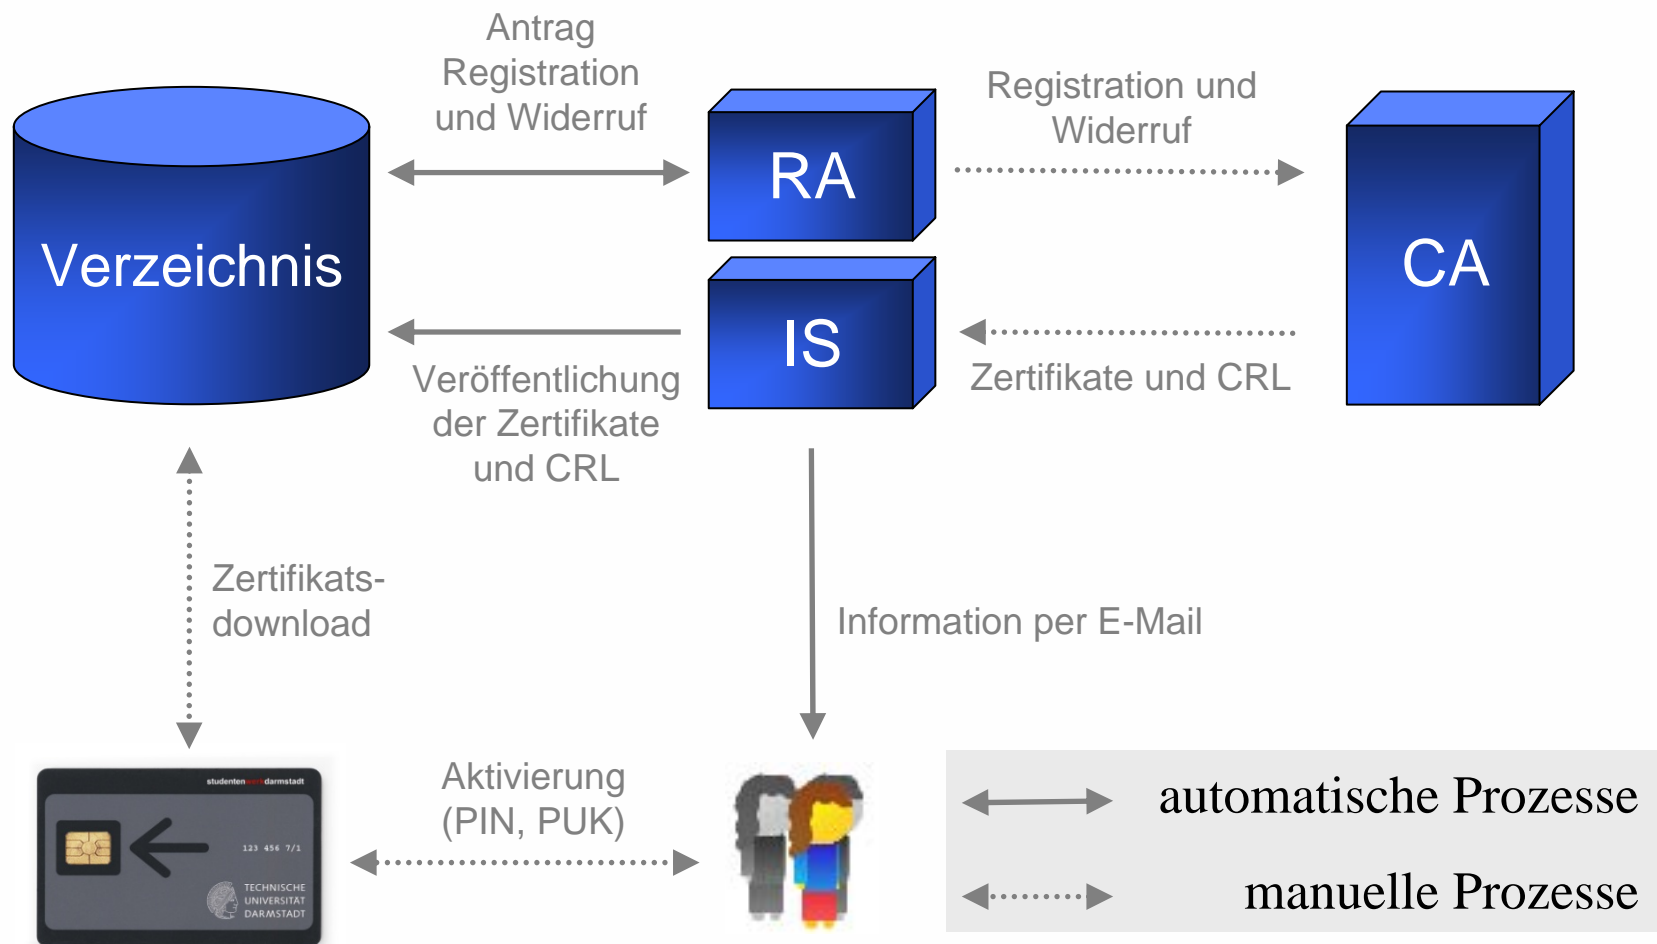 Antrag
Registration
und Widerruf
Registration und
Widerruf
Verzeichnis
RA
CA
IS
Veröffentlichung
der Zertifikate
und CRL
Zertifikate und CRL
Zertifikats-
download
Information per E-Mail
studentenwerkdarmstadt
123 456 7/1
TECHNISCHE
UNIVERSITÄT
DARMSTADT
Aktivierung
(PIN, PUK)
automatische Prozesse
manuelle Prozesse